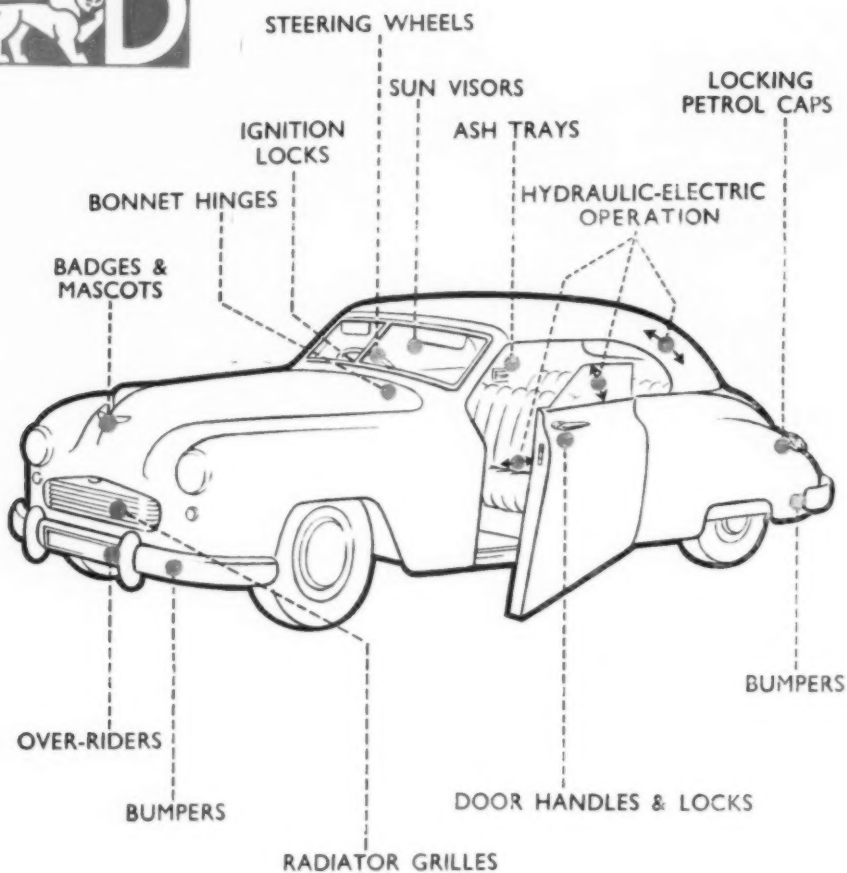 D
STEERING WHEELS
SUN VISORS
LOCKING
PETROL CAPS
IGNITION
LOCKS
ASH TRAYS
BONNET HINGES
HYDRAULIC-ELECTRIC
OPERATION
BADGES &
MASCOTS
BUMPERS
OVER-RIDERS
BUMPERS
DOOR HANDLES & LOCKS
RADIATOR GRILLES